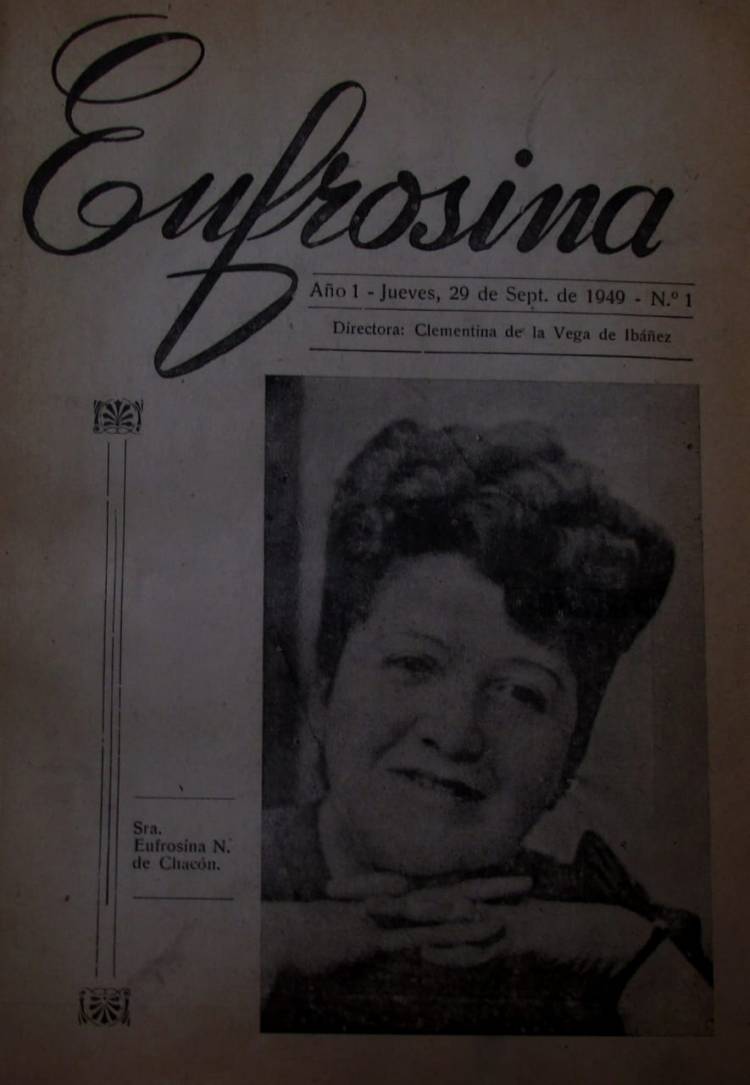 Eufrosina
Año 1 - Jueves, 29 de Sept. de 1949 - N.º 1
Directora: Clementina de la Vega de Ibáñez
Sra.
Eufrosina N.
de Chacón.